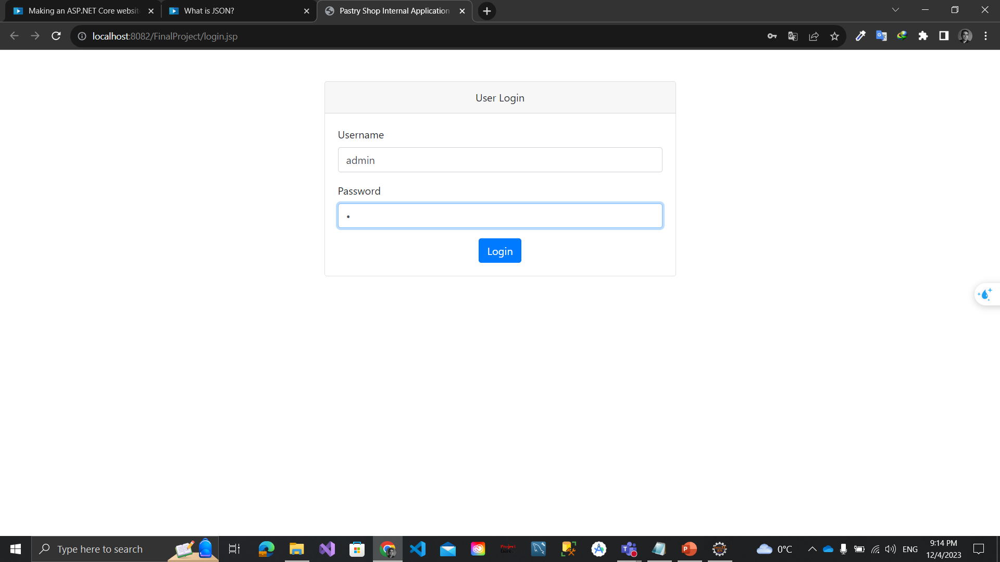 Making an ASP.NET Core websit
What is JSON?
Pastry Shop Internal Application
localhost:8082/FinalProject/login.jsp
User Login
Username
admin
Password
Login
Type here to search
0°C
ENG
9:14 PM
12/4/2023